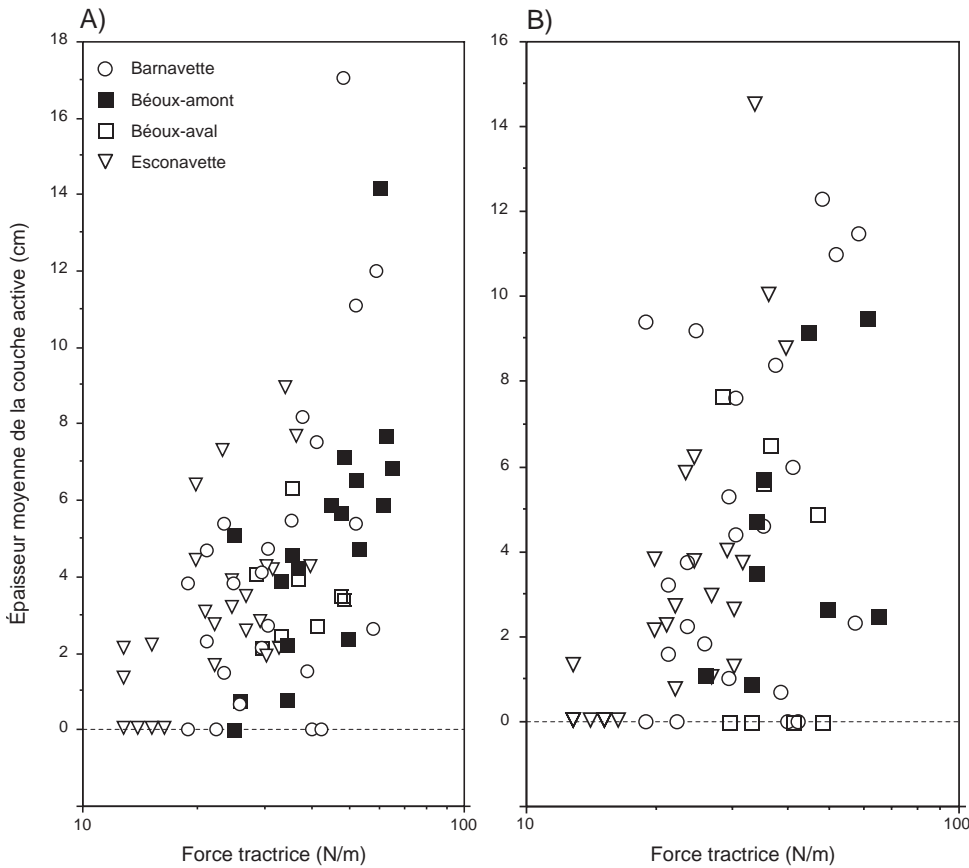 A)
18
16
14
12
10
8
6
4
2
0
Épaisseur moyenne de la couche active (cm)
Barnavette
Béoux-amont
Béoux-aval
Esconavette
10
100
Force tractrice (N/m)
B)
16
14
12
10
8
6
4
2
0
10
100
Force tractrice (N/m)